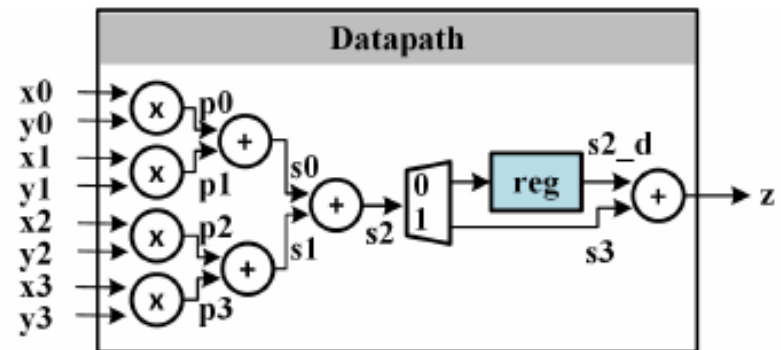 Datapath
x0
y0
x1
y1
x2
y2
x3
y3
x
x
x
x
p0
p1
p2
p3
+
+
s0
s1
+
s2
0
1
reg
s2_d
s3
+
z